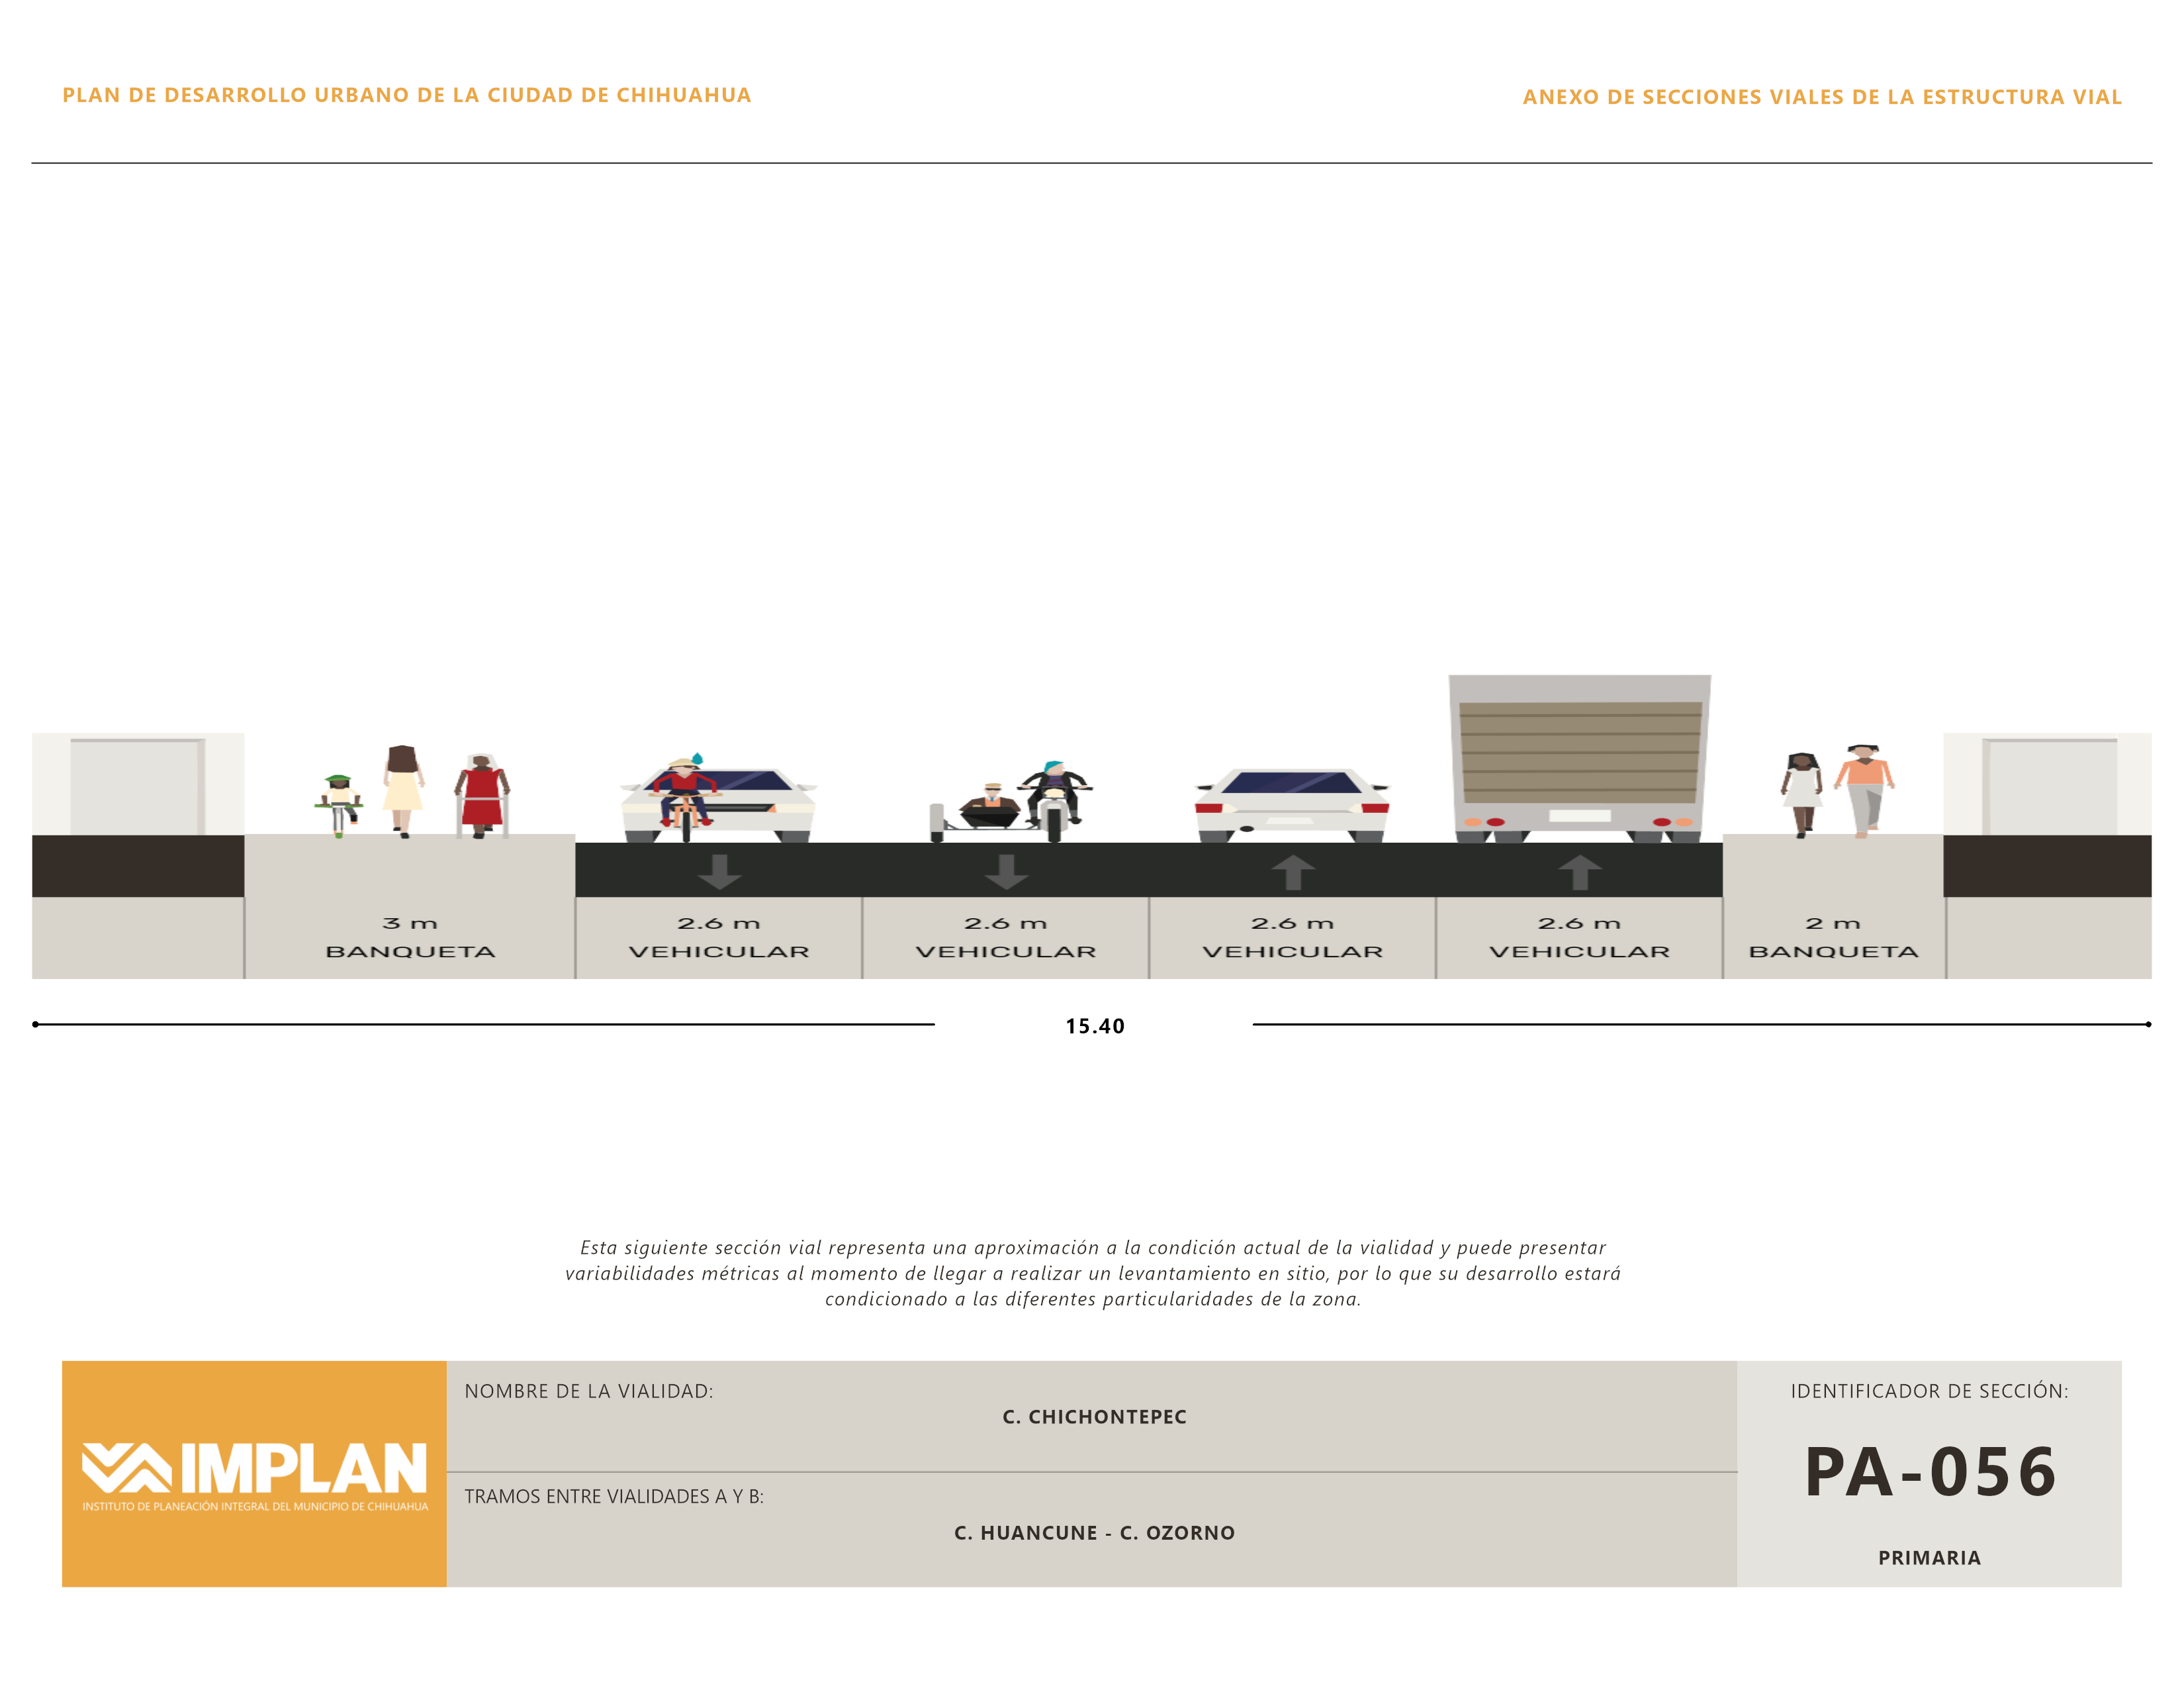 PLAN DE DESARROLLO URBANO DE LA CIUDAD DE CHIHUAHUA
ANEXO DE SECCIONES VIALES DE LA ESTRUCTURA VIAL
3 m
BANQUETA
2.6 m
VEHICULAR
2.6 m
VEHICULAR
2.6 m
VEHICULAR
2.6 m
VEHICULAR
2 m
BANQUETA
15.40
Esta siguiente sección vial representa una aproximación a la condición actual de la vialidad y puede presentar
variabilidades métricas al momento de llegar a realizar un levantamiento en sitio, por lo que su desarrollo estará
condicionado a las diferentes particularidades de la zona.
IMPLAN
INSTITUTO DE PLANEACIÓN INTEGRAL DEL MUNICIPIO DE CHIHUAHUA
NOMBRE DE LA VIALIDAD:
C. CHICHONTEPEC
TRAMOS ENTRE VIALIDADES A Y B:
C. HUANCUNE - C. OZORNO
IDENTIFICADOR DE SECCIÓN:
PA-056
PRIMARIA